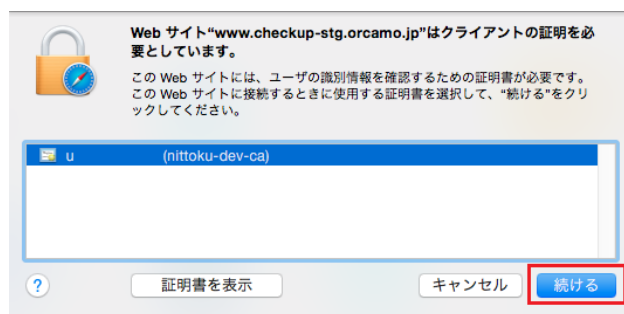 Web サイト“www.checkup-stg.orcamo.jp”はクライアントの証明を必
要としています。
この Web サイトには、ユーザの識別情報を確認するための証明書が必要です。
この Web サイトに接続するときに使用する証明書を選択して、“続ける”をクリ
ックしてください。
u (nittoku-dev-ca)
? 証明書を表示 キャンセル 続ける